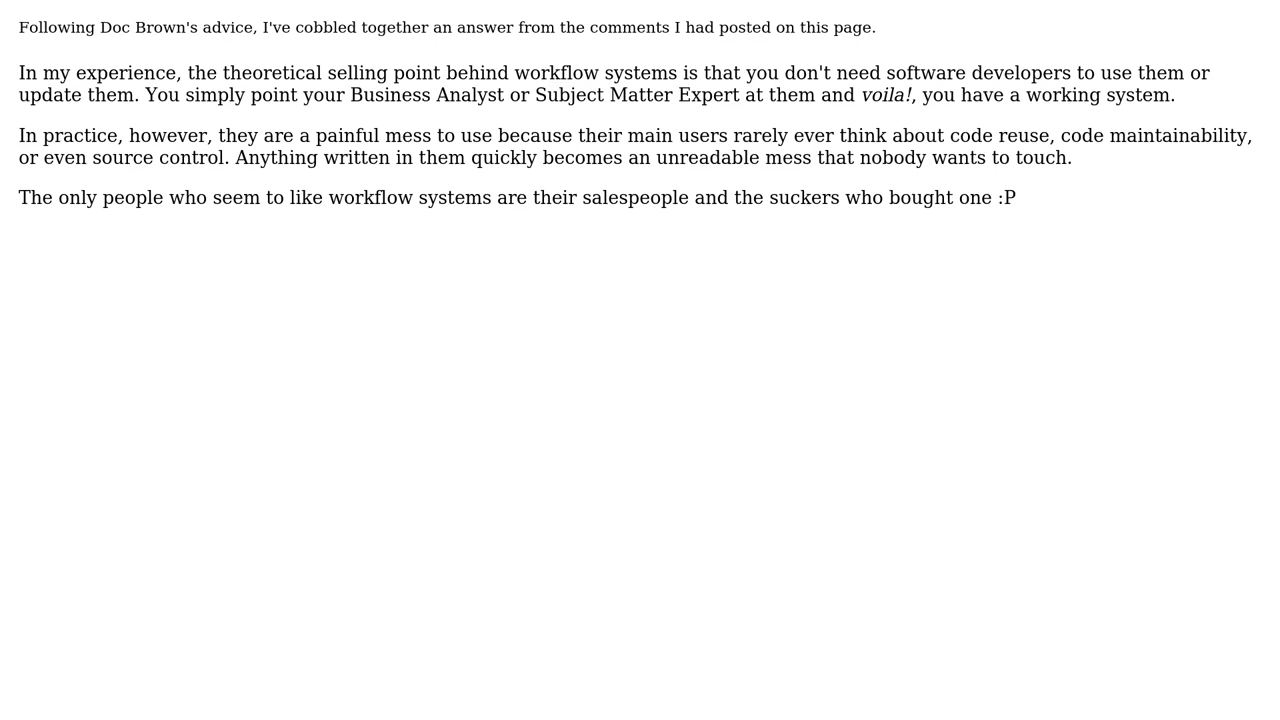 Following Doc Brown's advice, I've cobbled together an answer from the comments I had posted on this page.
In my experience, the theoretical selling point behind workflow systems is that you don't need software developers to use them or
update them. You simply point your Business Analyst or Subject Matter Expert at them and voila!, you have a working system.
In practice, however, they are a painful mess to use because their main users rarely ever think about code reuse, code maintainability,
or even source control. Anything written in them quickly becomes an unreadable mess that nobody wants to touch.
The only people who seem to like workflow systems are their salespeople and the suckers who bought one :P